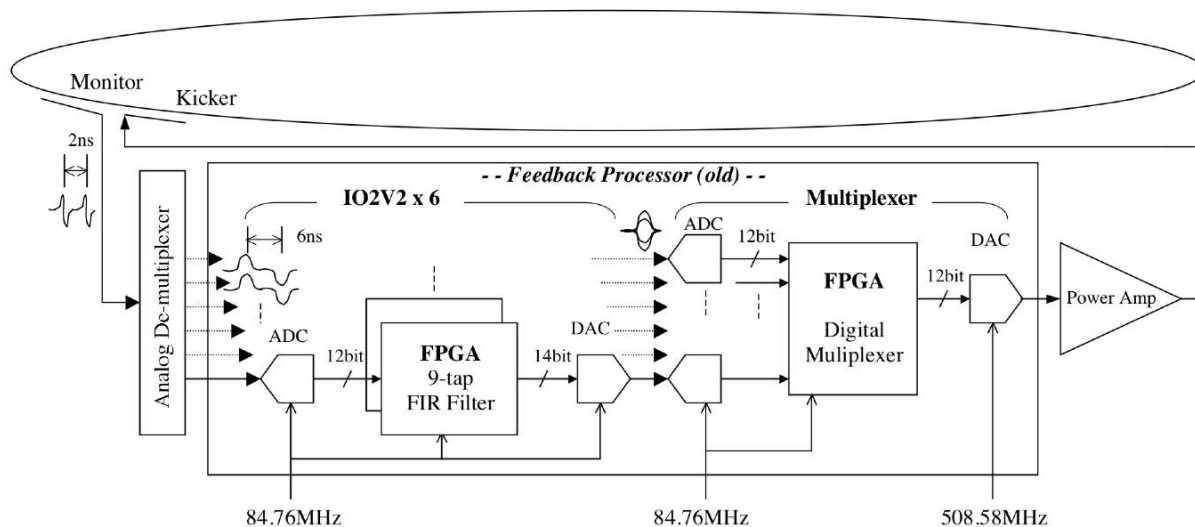 Monitor
Kicker
2ns
- - Feedback Processor (old) - -
IO2V2 x 6
Multiplexer
6ns
ADC
12bit
DAC
12bit
FPGA
Digital
Muliplexer
Power Amp
Analog De-multiplexer
ADC
12bit
FPGA
9-tap
FIR Filter
14bit
DAC
84.76MHz
84.76MHz
508.58MHz